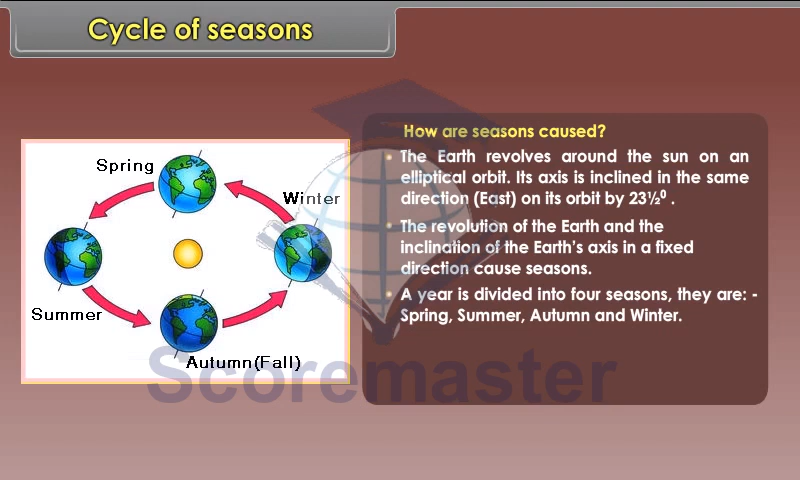 Cycle of seasons
Spring
Winter
Summer
Autumn(Fall)
How are seasons caused?
The Earth revolves around the sun on an
elliptical orbit. Its axis is inclined in the same
direction (East) on its orbit by 23½⁰ .
The revolution of the Earth and the
inclination of the Earth's axis in a fixed
direction cause seasons.
A year is divided into four seasons, they are: -
Spring, Summer, Autumn and Winter.
Scoremaster